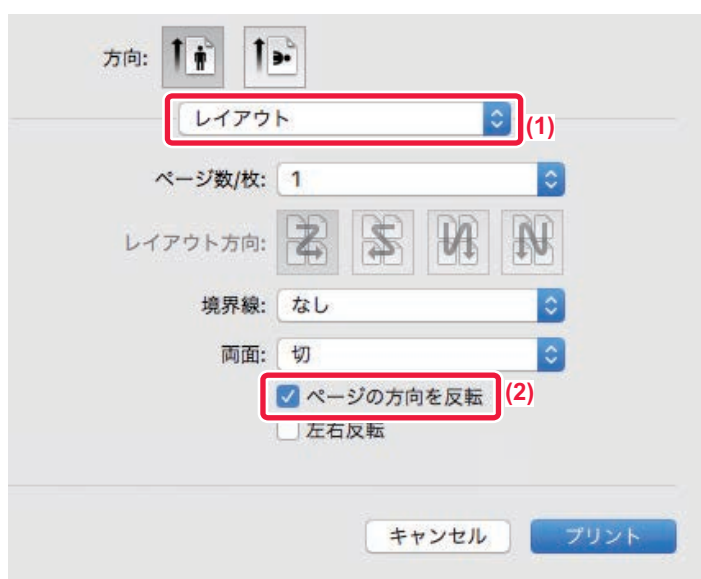 方向:
レイアウト
(1)
ページ数/枚: 1
レイアウト方向:
境界線: なし
両面: 切
ページの方向を反転
(2)
左右反転
キャンセル プリント